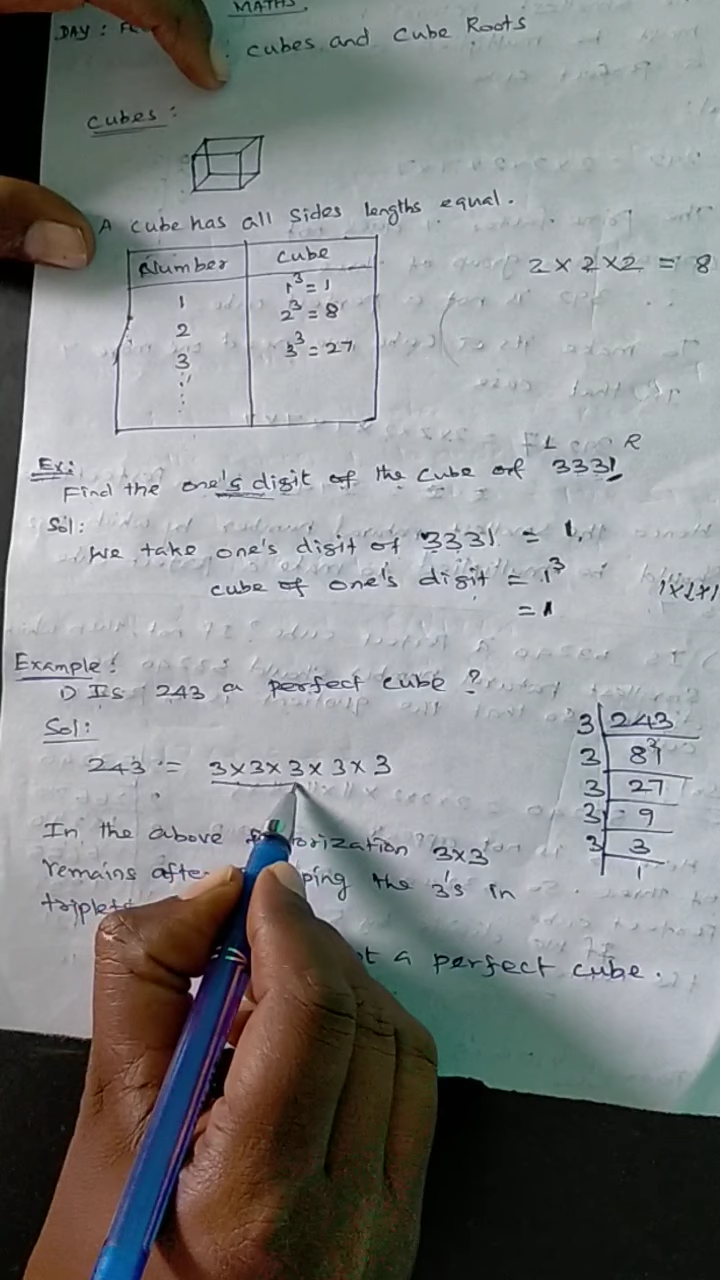 MATHS.
DAY:
cubes and Cube Roots
Cubes:
A cube has all sides lengths equal.
Number Cube
1 1³ = 1
2 2³ = 8
3 3³ = 27
2 × 2 × 2 = 8
L R
Ex:
Find the one's digit of the Cube of 3331
Sol:
We take one's digit of 3331 = 1,
cube of one's digit = 1³
= 1
Example:
1) Is 243 a perfect cube?
Sol:
243 = 3×3×3×3×3
3 243
3 81
3 27
3 9
3 3
1
In the above 3×3
remains the 3's in
a perfect cube.